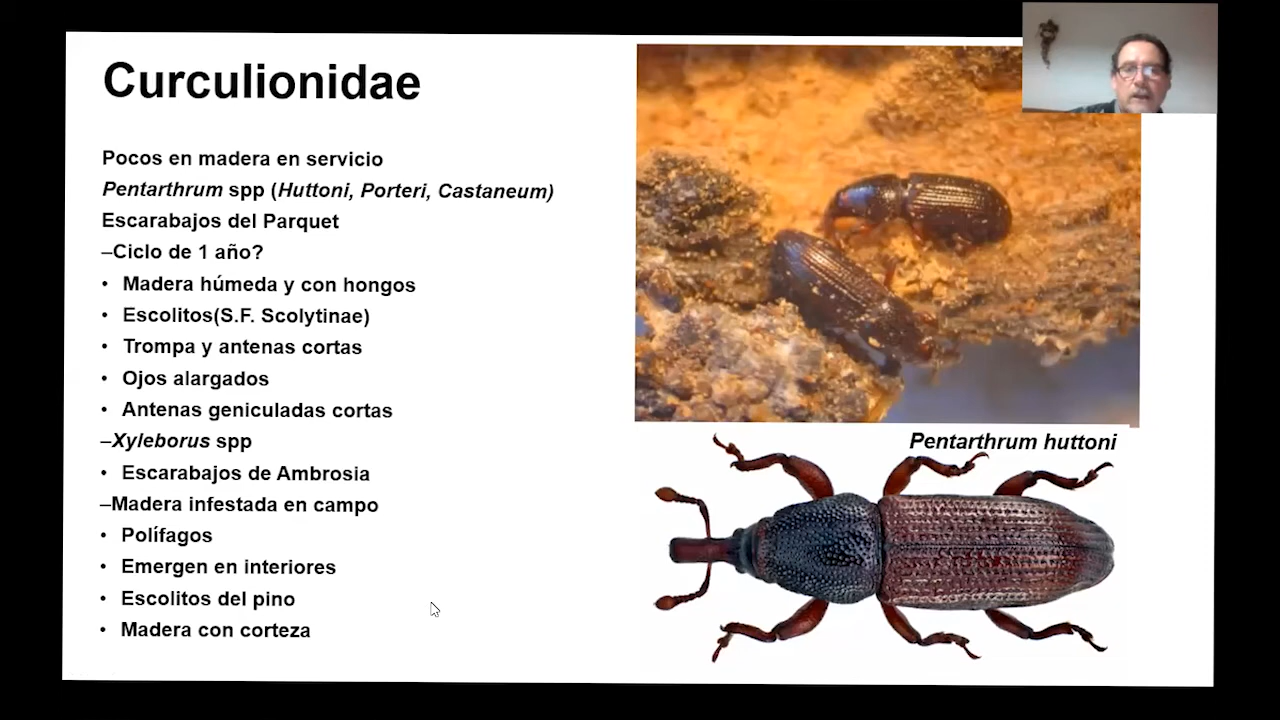 Curculionidae
Pocos en madera en servicio
Pentarthrum spp (Huttoni, Porteri, Castaneum)
Escarabajos del Parquet
–Ciclo de 1 año?
• Madera húmeda y con hongos
• Escolitos(S.F. Scolytinae)
• Trompa y antenas cortas
• Ojos alargados
• Antenas geniculadas cortas
–Xyleborus spp
• Escarabajos de Ambrosia
–Madera infestada en campo
• Polífagos
• Emergen en interiores
• Escolitos del pino
• Madera con corteza
Pentarthrum huttoni